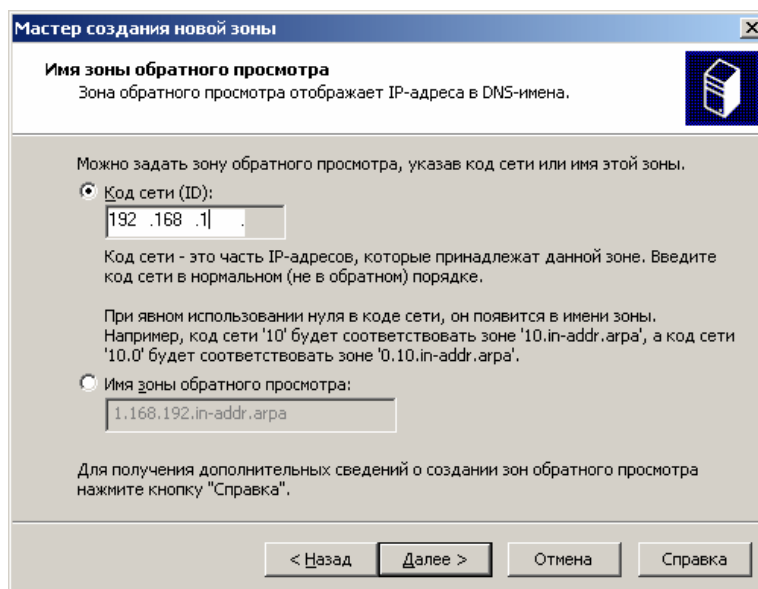 Мастер создания новой зоны
Имя зоны обратного просмотра
Зона обратного просмотра отображает IP-адреса в DNS-имена.
Можно задать зону обратного просмотра, указав код сети или имя этой зоны.
Код сети (ID):
192 .168 .1 .
Код сети - это часть IP-адресов, которые принадлежат данной зоне. Введите
код сети в нормальном (не в обратном) порядке.
При явном использовании нуля в коде сети, он появится в имени зоны.
Например, код сети '10' будет соответствовать зоне '10.in-addr.arpa', а код сети
'10.0' будет соответствовать зоне '0.10.in-addr.arpa'.
Имя зоны обратного просмотра:
1.168.192.in-addr.arpa
Для получения дополнительных сведений о создании зон обратного просмотра
нажмите кнопку "Справка".
< Назад Далее > Отмена Справка